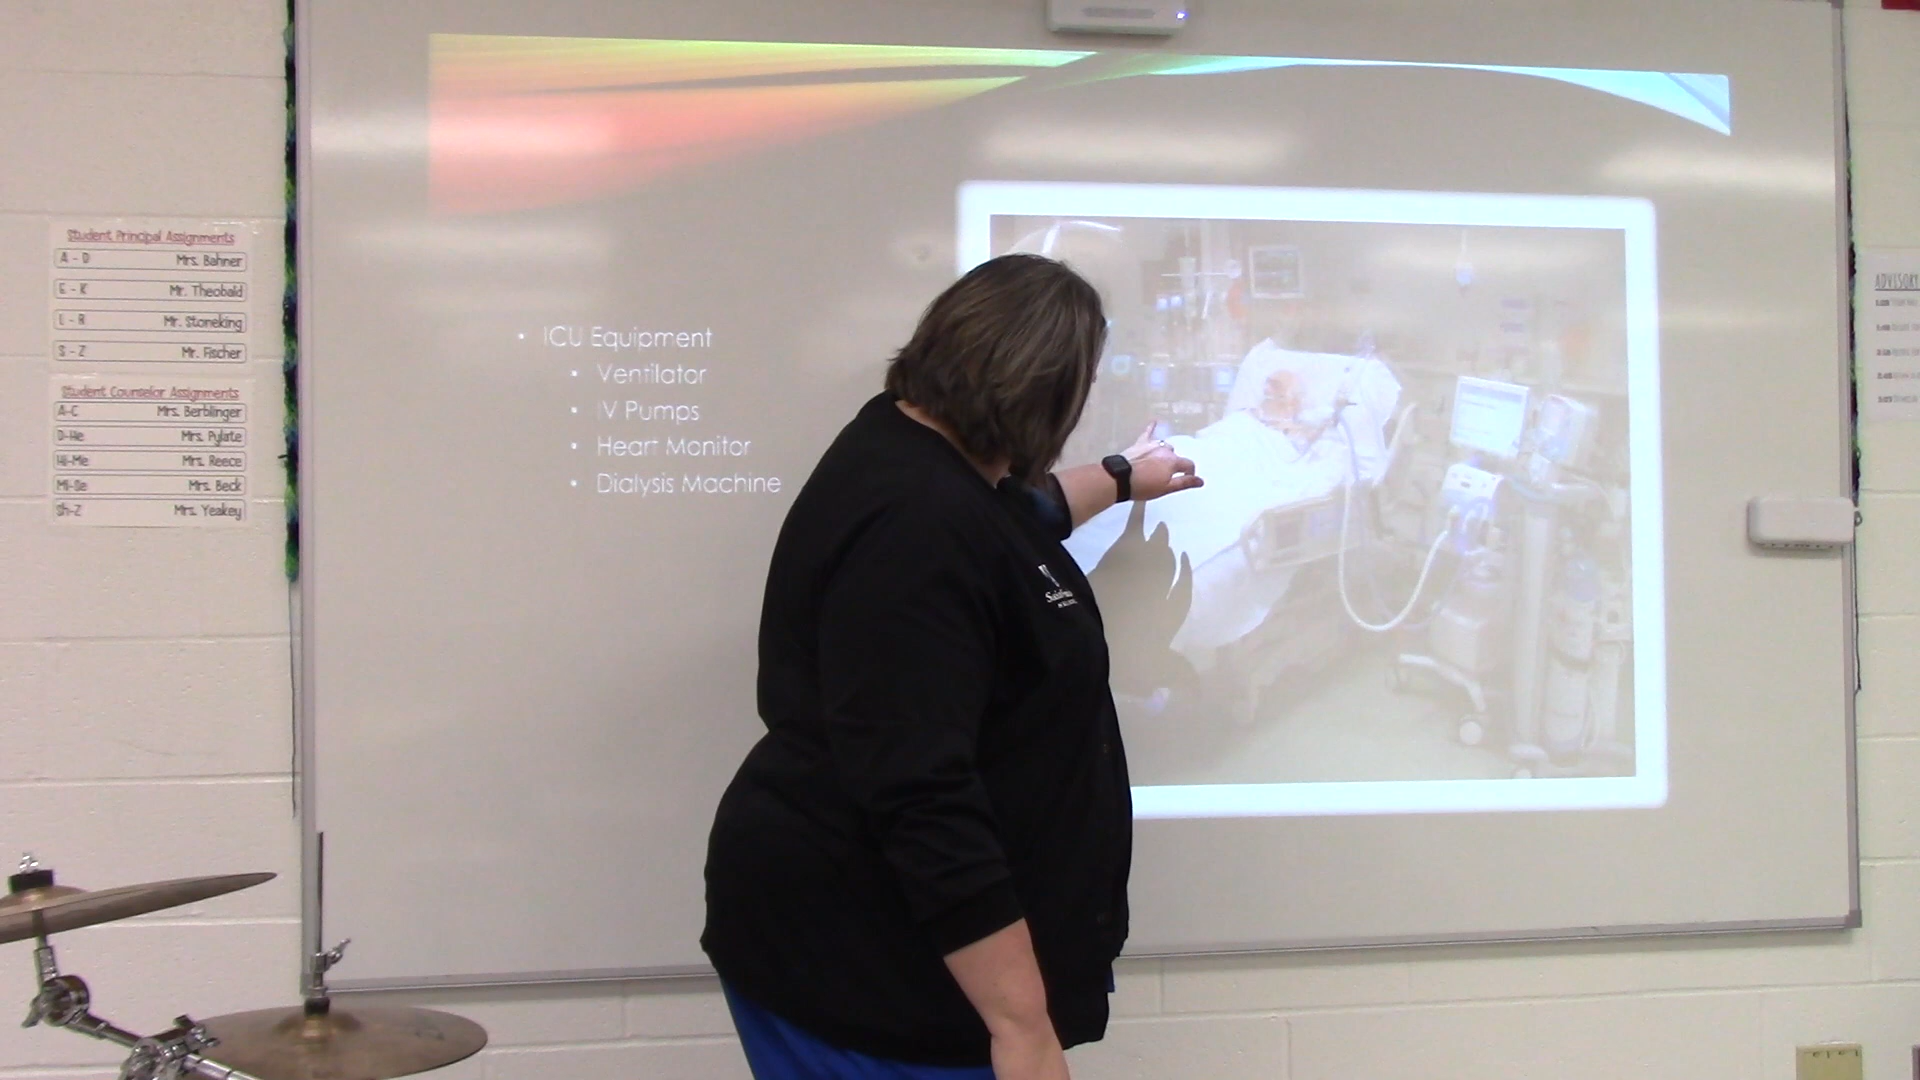 Student Principal Assignments
A - D Mrs. Bahner
E - K Mr. Theobald
L - R Mr. Stoneking
S - Z Mr. Fischer
Student Counselor Assignments
A-C Mrs. Berblinger
D-He Mrs. Pylate
Hi-Me Mrs. Reece
Mi-Se Mrs. Beck
Sh-Z Mrs. Yeakey
• ICU Equipment
• Ventilator
• IV Pumps
• Heart Monitor
• Dialysis Machine
ADVISORY